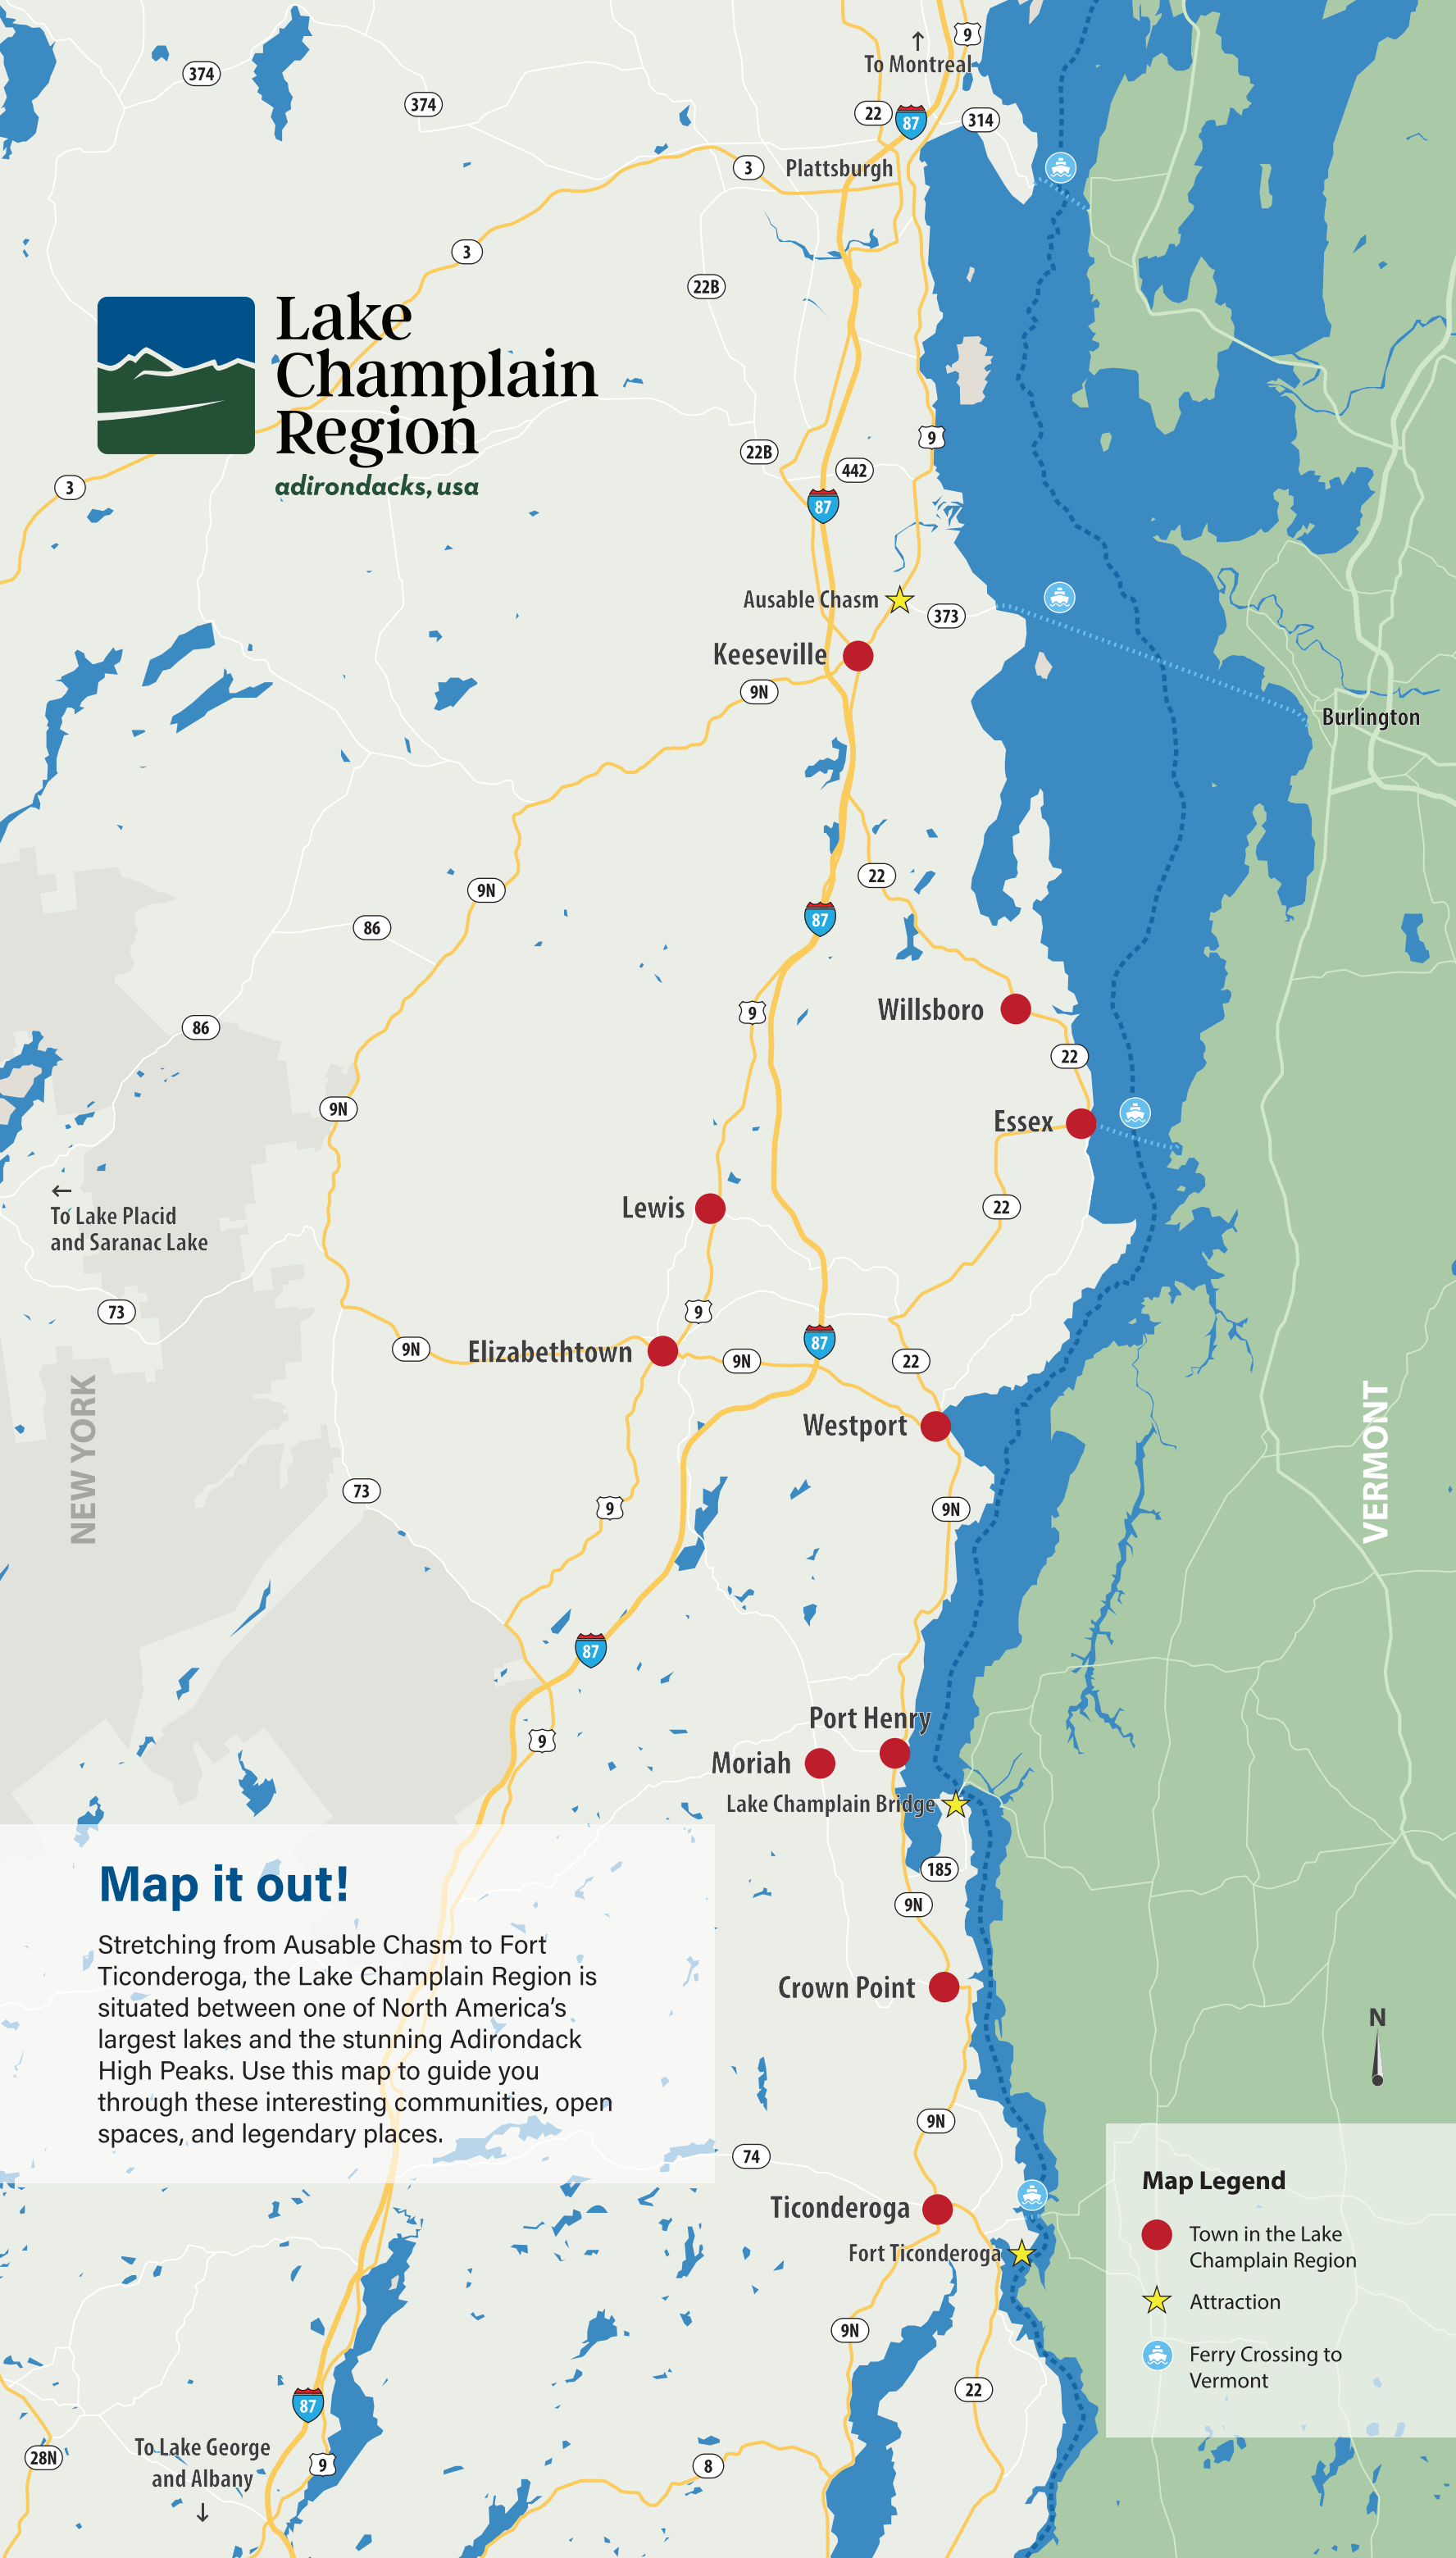 9
To Montreal
374
374
22
87
314
3
Plattsburgh
3
22B
Lake
Champlain
Region
adirondacks, usa
9
22B
442
3
87
Ausable Chasm
373
Keeseville
9N
Burlington
22
9N
87
86
9
Willsboro
86
22
9N
Essex
To Lake Placid
and Saranac Lake
Lewis
22
73
9
87
9N
Elizabethtown
9N
22
Westport
NEW YORK
VERMONT
73
9
9N
87
Port Henry
9
Moriah
Lake Champlain Bridge
185
9N
Map it out!
Stretching from Ausable Chasm to Fort
Ticonderoga, the Lake Champlain Region is
situated between one of North America's
largest lakes and the stunning Adirondack
High Peaks. Use this map to guide you
through these interesting communities, open
spaces, and legendary places.
Crown Point
N
9N
74
Ticonderoga
Fort Ticonderoga
Map Legend
Town in the Lake
Champlain Region
Attraction
Ferry Crossing to
Vermont
9N
22
87
To Lake George
and Albany
28N
9
8